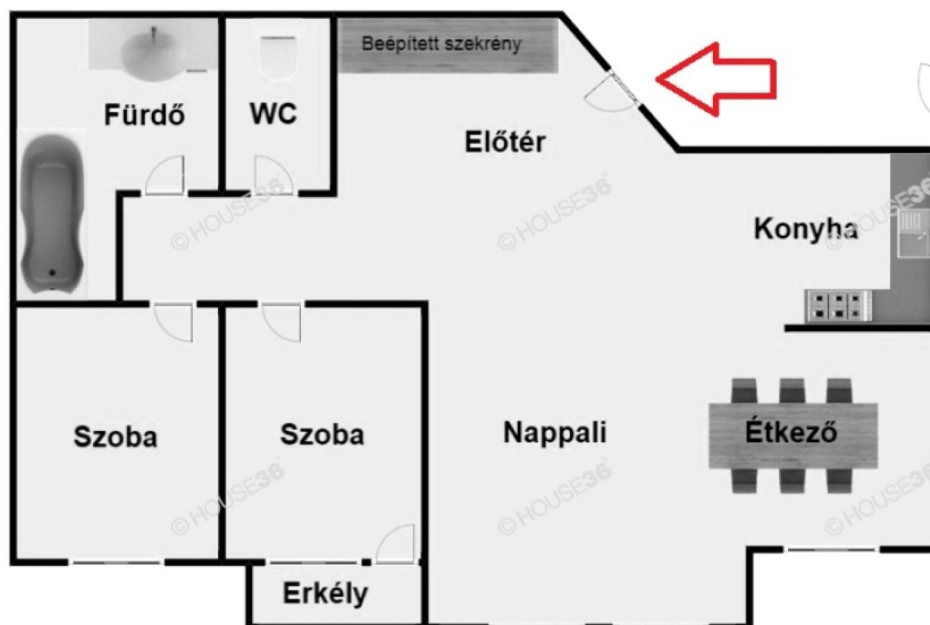 Beépített szekrény
Fürdő
WC
Előtér
Konyha
© HOUSE36
© HOUSE36
© HOUSE36
Szoba
Szoba
Nappali
Étkező
© HOUSE36
© HOUSE36
© HOUSE36
Erkély